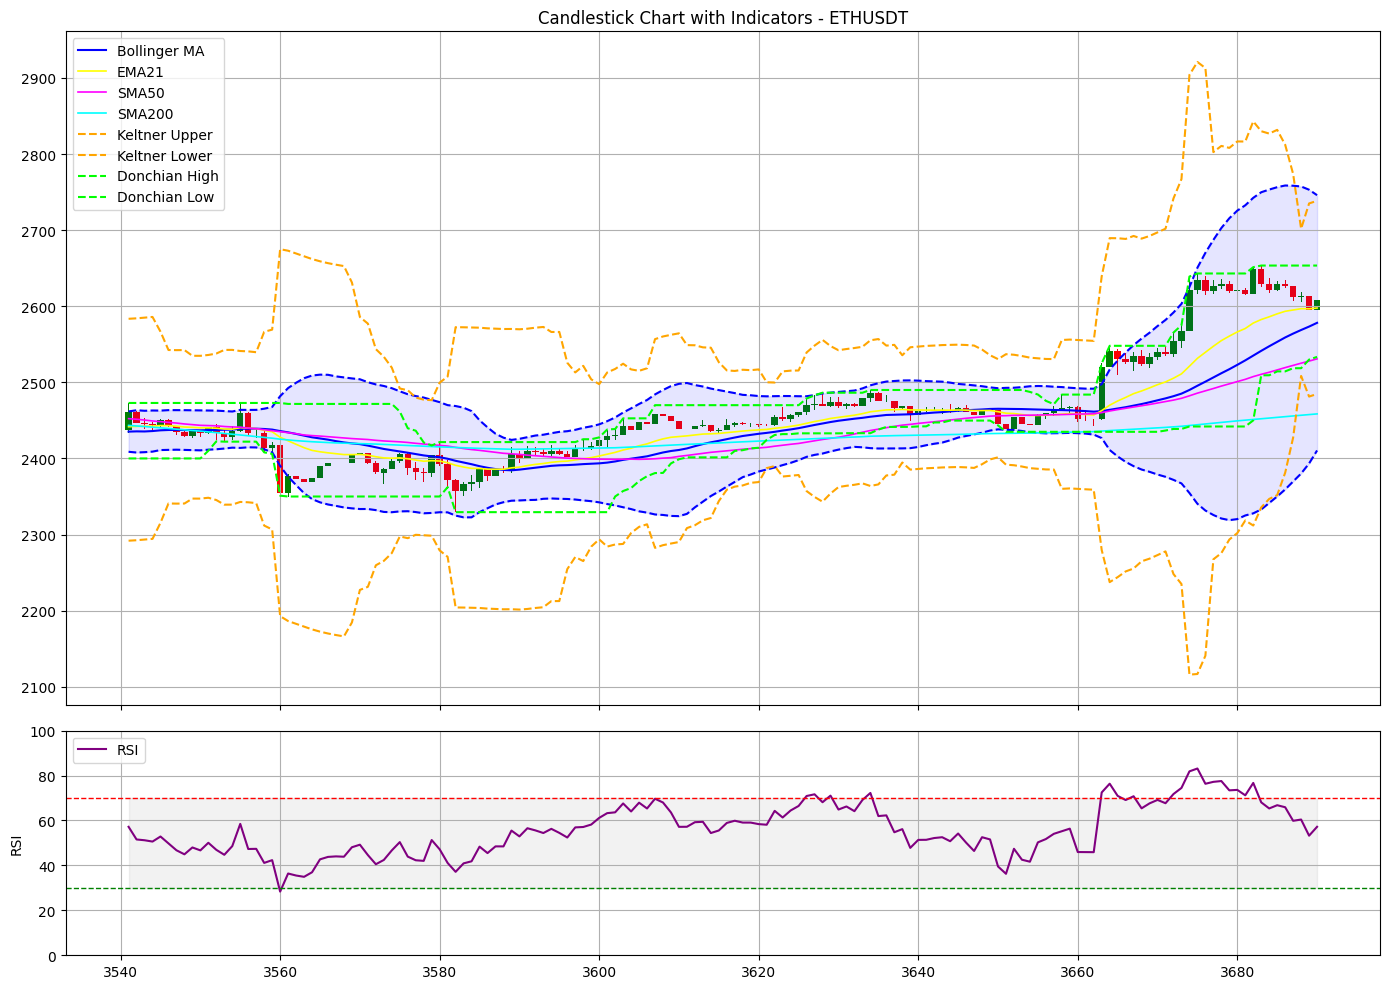 Candlestick Chart with Indicators - ETHUSDT
Bollinger MA
EMA21
SMA50
SMA200
Keltner Upper
Keltner Lower
Donchian High
Donchian Low
2900
2800
2700
2600
2500
2400
2300
2200
2100
RSI
100
80
60
40
20
0
RSI
3540 3560 3580 3600 3620 3640 3660 3680